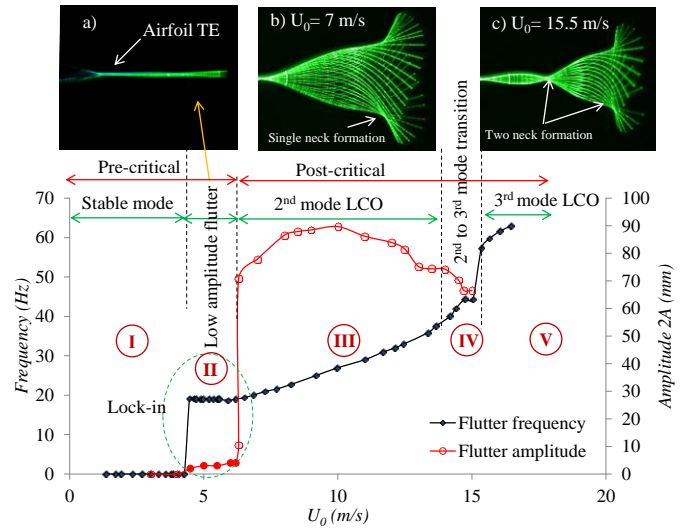 a)
Airfoil TE
b) U₀= 7 m/s
Single neck formation
c) U₀= 15.5 m/s
Two neck formation
Pre-critical
Post-critical
Stable mode
Low amplitude flutter
2nd mode LCO
2nd to 3rd mode transition
3rd mode LCO
I
II
III
IV
V
Lock-in
Flutter frequency
Flutter amplitude
Frequency (Hz)
70
60
50
40
30
20
10
0
Amplitude 2A (mm)
100
90
80
70
60
50
40
30
20
10
0
0 5 10 15 20
U₀ (m/s)